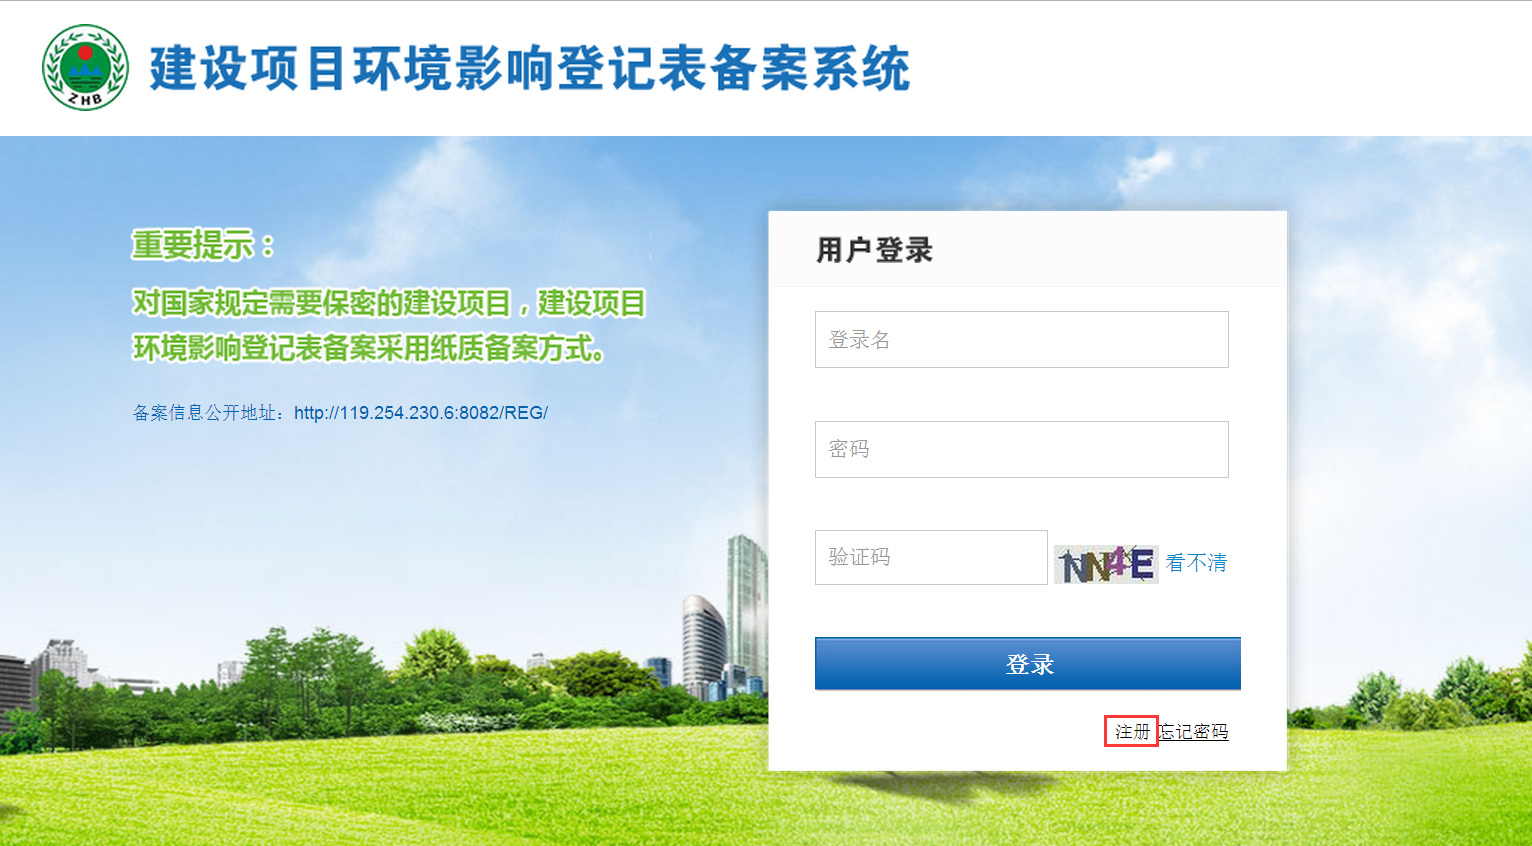 ZHB
建设项目环境影响登记表备案系统
重要提示：
对国家规定需要保密的建设项目，建设项目
环境影响登记表备案采用纸质备案方式。
备案信息公开地址：http://119.254.230.6:8082/REG/
用户登录
登录名
密码
验证码 NN4E 看不清
登录
注册 忘记密码